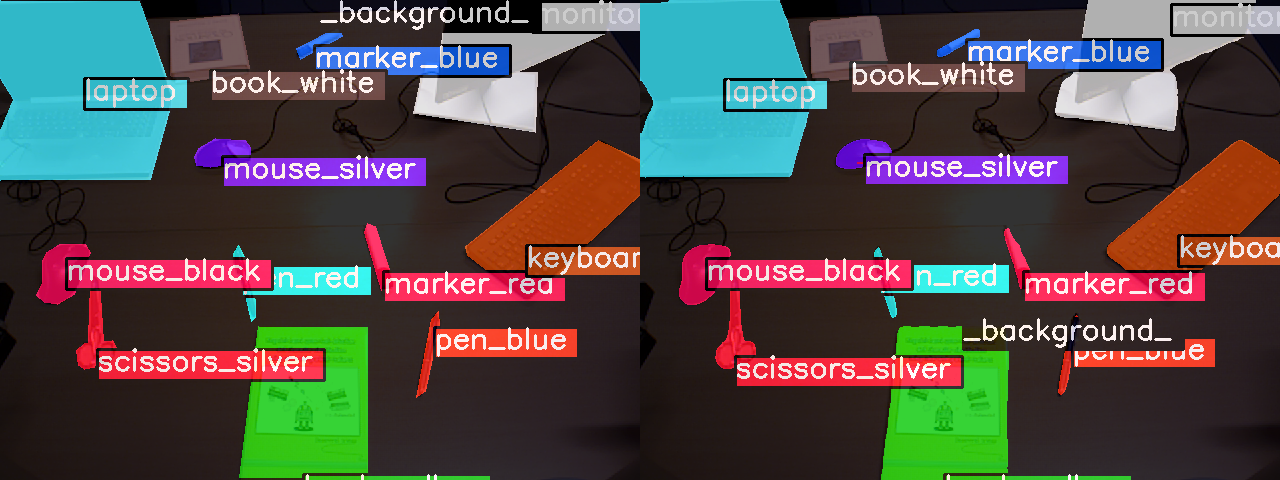 _background_
monito
marker_blue
book_white
laptop
mouse_silver
mouse_black
n_red
marker_red
keyboar
pen_blue
scissors_silver
monito
marker_blue
book_white
laptop
mouse_silver
mouse_black
n_red
marker_red
keyboa
_background_
pen_blue
scissors_silver